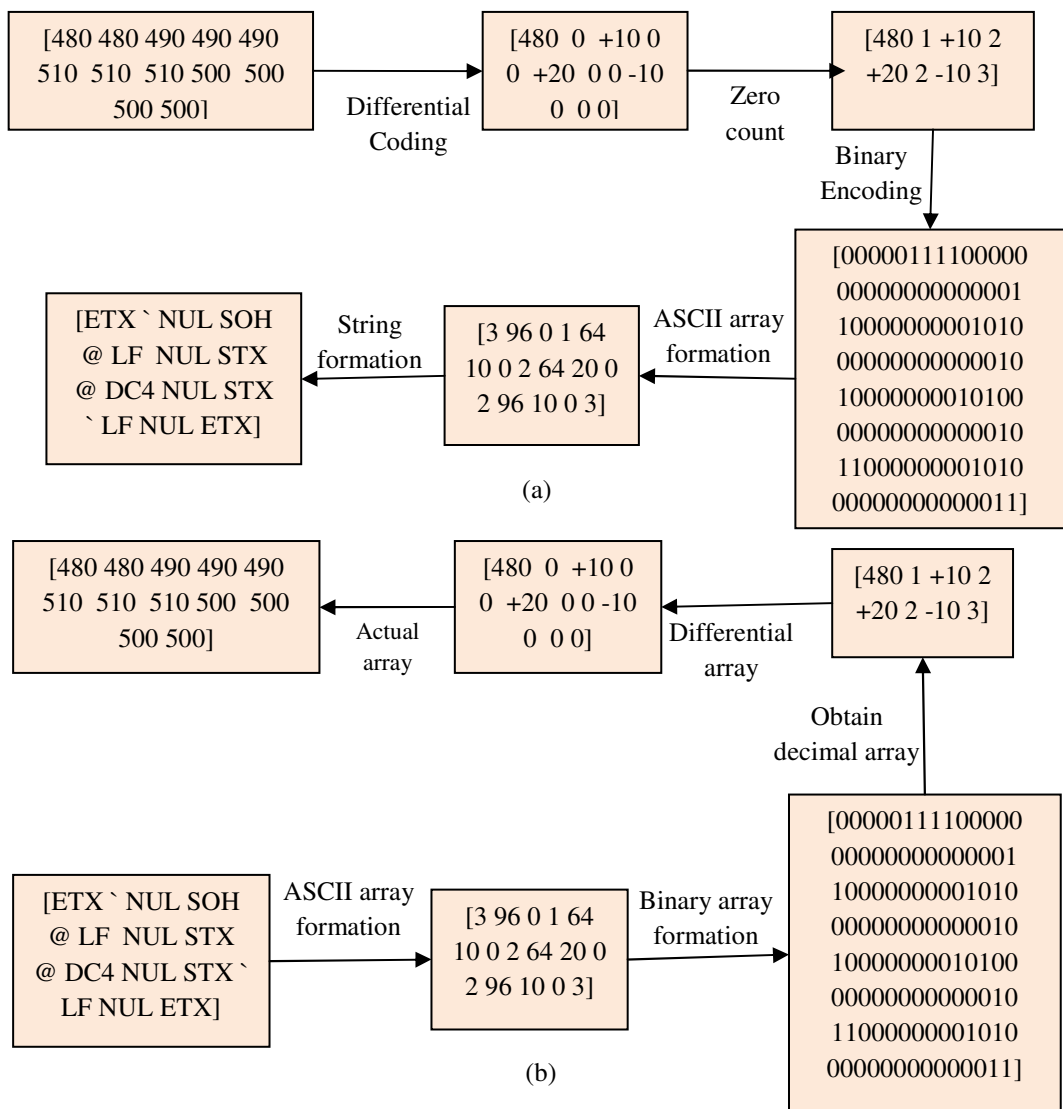 [480 480 490 490 490
510 510 510 500 500
500 500]
Differential
Coding
[480 0 +10 0
0 +20 0 0 -10
0 0 0]
Zero
count
[480 1 +10 2
+20 2 -10 3]
Binary
Encoding
[00000111100000
00000000000001
10000000001010
00000000000010
10000000010100
00000000000010
11000000001010
00000000000011]
ASCII array
formation
[3 96 0 1 64
10 0 2 64 20 0
2 96 10 0 3]
String
formation
[ETX ` NUL SOH
@ LF NUL STX
@ DC4 NUL STX
` LF NUL ETX]
(a)
[480 480 490 490 490
510 510 510 500 500
500 500]
Actual
array
[480 0 +10 0
0 +20 0 0 -10
0 0 0]
Differential
array
[480 1 +10 2
+20 2 -10 3]
Obtain
decimal array
[ETX ` NUL SOH
@ LF NUL STX
@ DC4 NUL STX `
LF NUL ETX]
ASCII array
formation
[3 96 0 1 64
10 0 2 64 20 0
2 96 10 0 3]
Binary array
formation
[00000111100000
00000000000001
10000000001010
00000000000010
10000000010100
00000000000010
11000000001010
00000000000011]
(b)